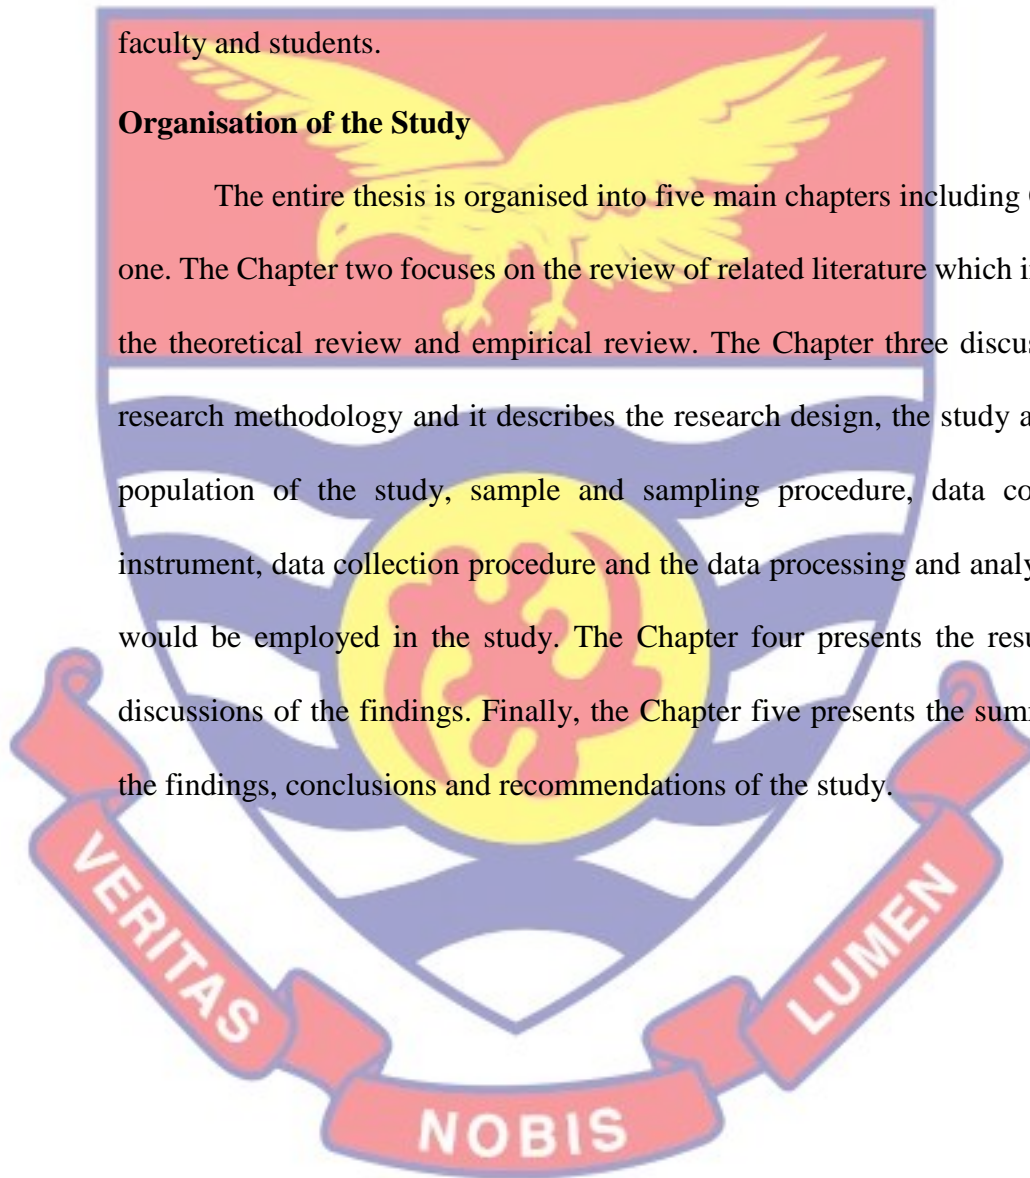 faculty and students.
Organisation of the Study
The entire thesis is organised into five main chapters including
one. The Chapter two focuses on the review of related literature which
the theoretical review and empirical review. The Chapter three
research methodology and it describes the research design, the study
population of the study, sample and sampling procedure, data
instrument, data collection procedure and the data processing and
would be employed in the study. The Chapter four presents the
discussions of the findings. Finally, the Chapter five presents the
the findings, conclusions and recommendations of the study.
VERITAS
NOBIS
LUMEN